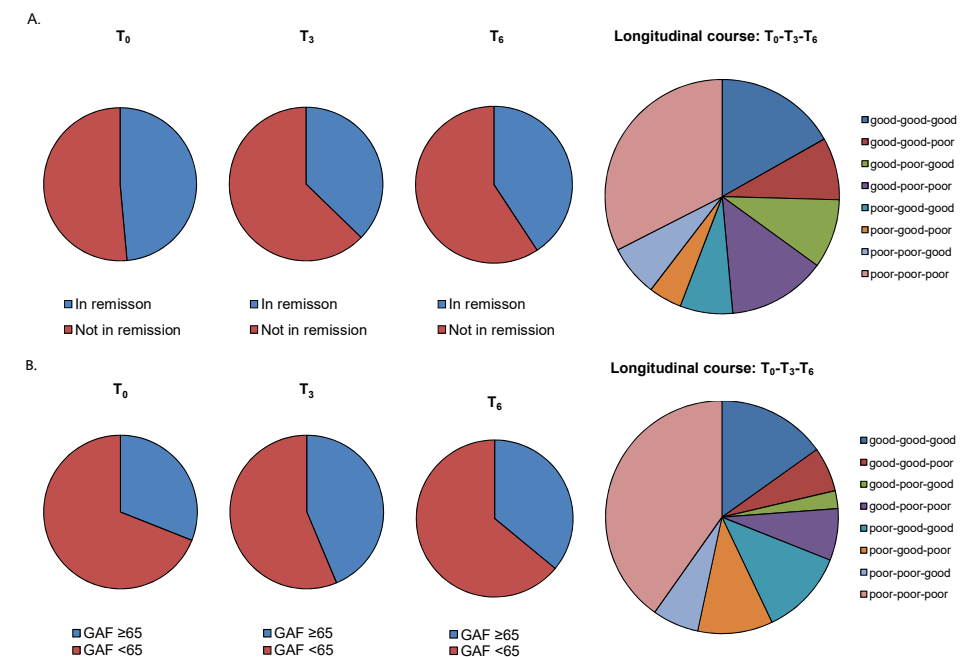 A.
T₀
T₃
T₆
Longitudinal course: T₀-T₃-T₆
good-good-good
good-good-poor
good-poor-good
good-poor-poor
poor-good-good
poor-good-poor
poor-poor-good
poor-poor-poor
In remisson
Not in remission
In remisson
Not in remission
In remisson
Not in remission
B.
T₀
T₃
T₆
Longitudinal course: T₀-T₃-T₆
good-good-good
good-good-poor
good-poor-good
good-poor-poor
poor-good-good
poor-good-poor
poor-poor-good
poor-poor-poor
GAF ≥65
GAF <65
GAF ≥65
GAF <65
GAF ≥65
GAF <65